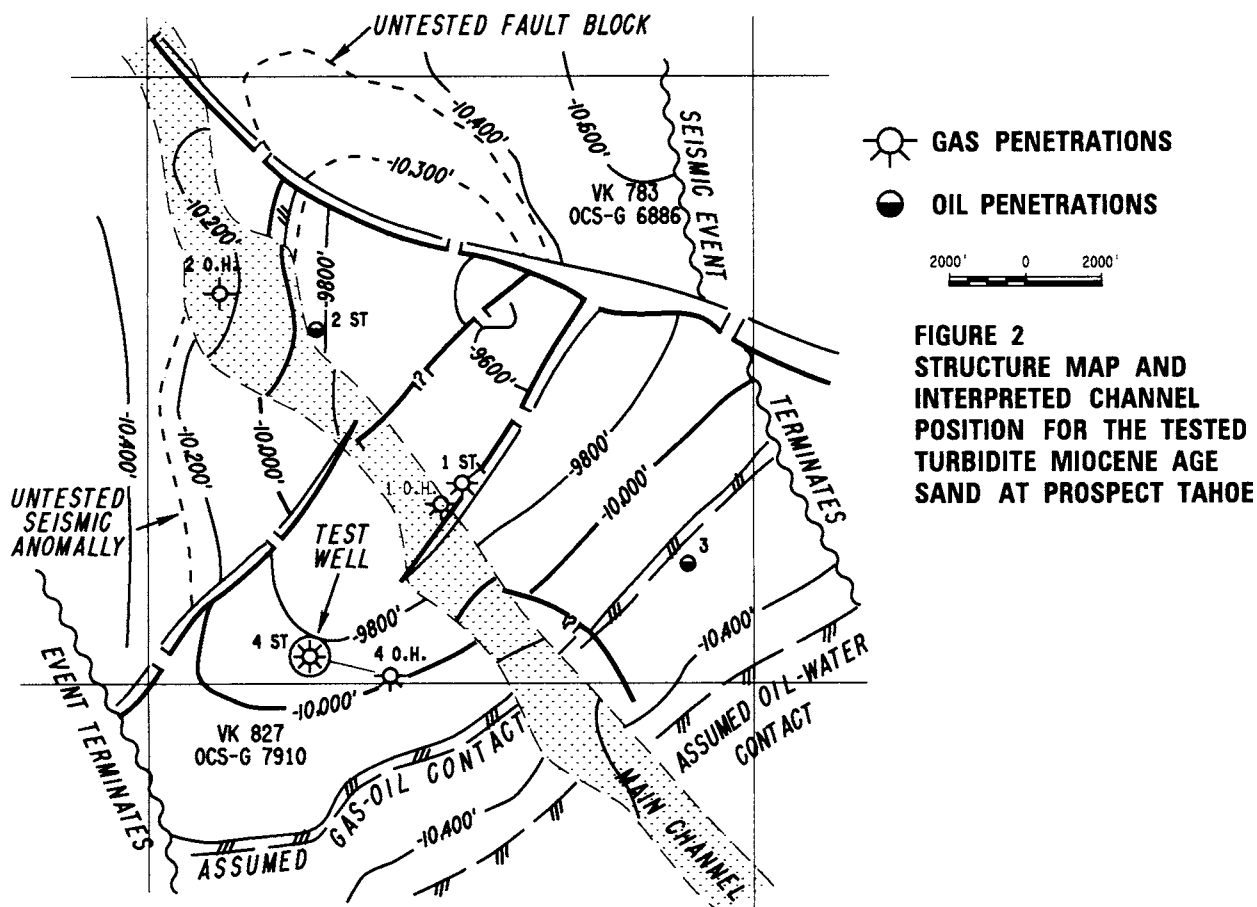 UNTESTED FAULT BLOCK
-10,400'
-10,600'
SEISMIC EVENT
-10,300'
VK 783
OCS-G 6886
-10,200'
2 O.H.
-9800'
2 ST
-9600'
?
-10,400'
-10,200'
-10,000'
-9800'
1 ST
1 O.H.
-10,000'
TERMINATES
UNTESTED
SEISMIC
ANOMALLY
TEST
WELL
3
4 ST
-9800'
4 O.H.
?
-10,400'
-10,000'
EVENT TERMINATES
VK 827
OCS-G 7910
ASSUMED OIL-WATER
CONTACT
ASSUMED GAS-OIL CONTACT
-10,400'
MAIN CHANNEL
GAS PENETRATIONS
OIL PENETRATIONS
2000' 0 2000'
FIGURE 2
STRUCTURE MAP AND
INTERPRETED CHANNEL
POSITION FOR THE TESTED
TURBIDITE MIOCENE AGE
SAND AT PROSPECT TAHOE